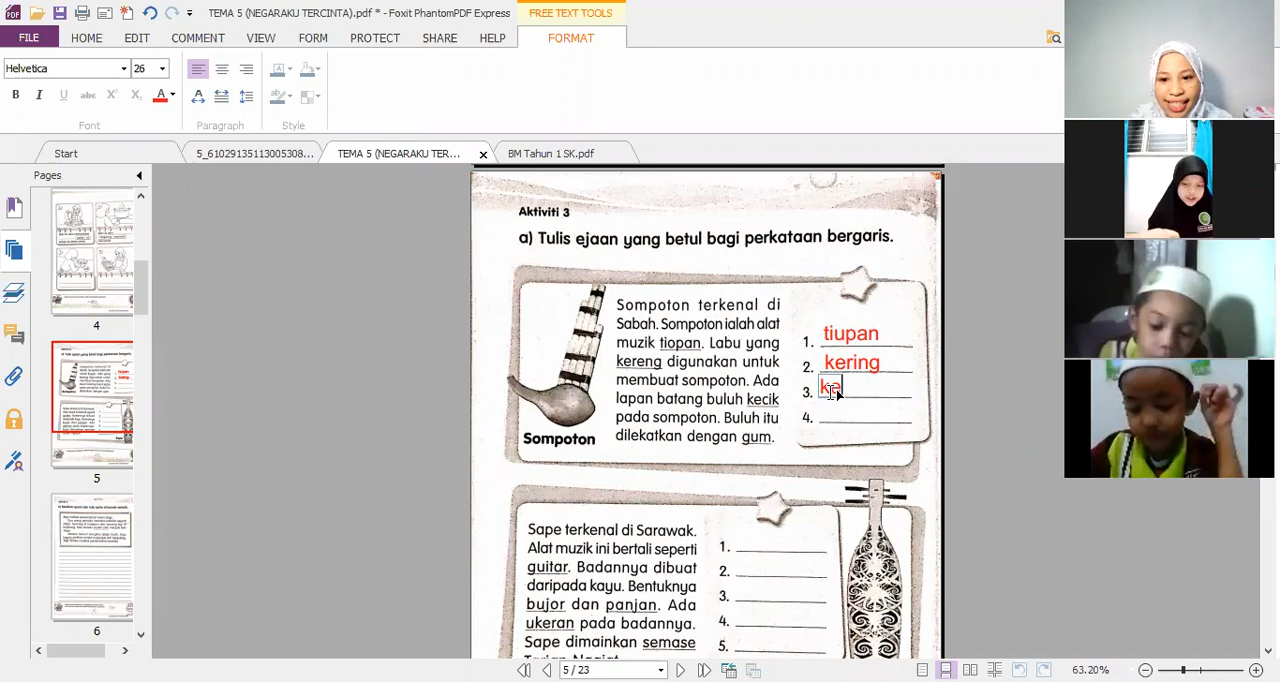 TEMA 5 (NEGARAKU TERCINTA).pdf * - Foxit PhantomPDF Express
FREE TEXT TOOLS
FILE HOME EDIT COMMENT VIEW FORM PROTECT SHARE HELP FORMAT
Helvetica 26
B I U abc X² X₂ A
Font Paragraph Style
Start 5_61029135113005308... TEMA 5 (NEGARAKU TER... BM Tahun 1 SK.pdf
Pages
4
5
6
Aktiviti 3
a) Tulis ejaan yang betul bagi perkataan bergaris.
Sompoton terkenal di
Sabah. Sompoton ialah alat
muzik tiopan. Labu yang
kereng digunakan untuk
membuat sompoton. Ada
lapan batang buluh kecik
pada sompoton. Buluh itu
dilekatkan dengan gum.
Sompoton
1. tiupan
2. kering
3. ke
4.
Sape terkenal di Sarawak.
Alat muzik ini bertali seperti
guitar. Badannya dibuat
daripada kayu. Bentuknya
bujor dan panjan. Ada
ukeran pada badannya.
Sape dimainkan semase
1.
2.
3.
4.
5.
5 / 23
63.20%